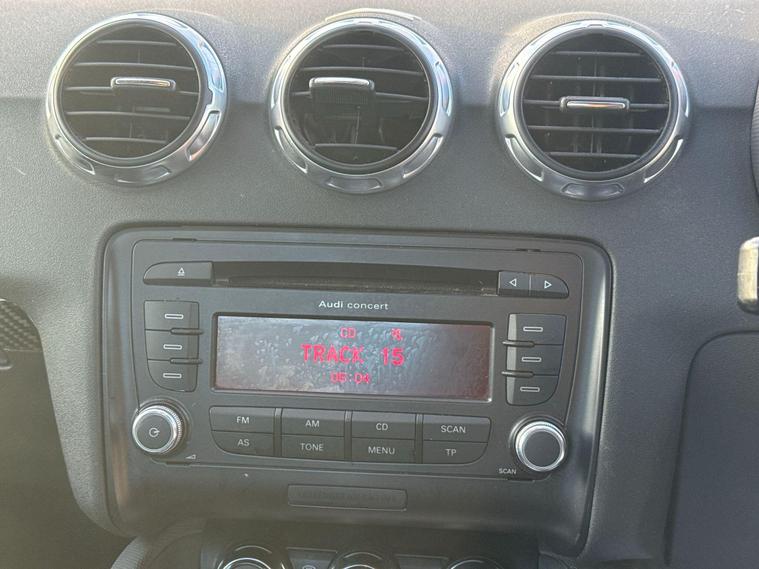 Audi concert
CD
TRACK 15
05:04
FM AM CD SCAN
AS TONE MENU TP
SCAN